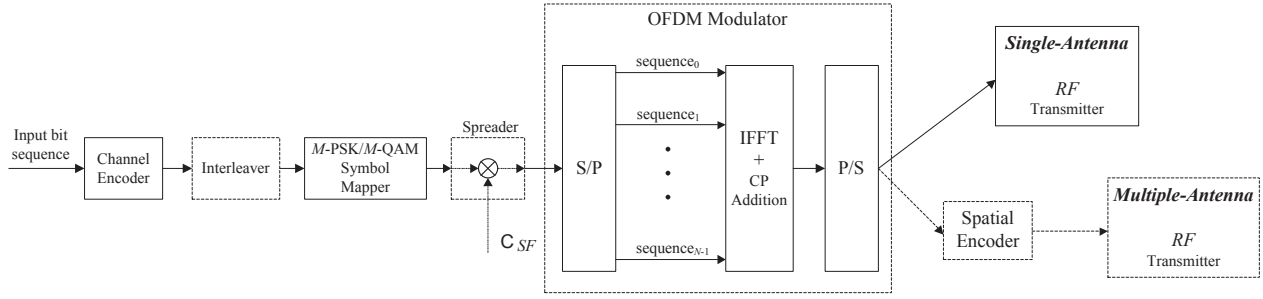 OFDM Modulator
Input bit
sequence
Channel
Encoder
Interleaver
M-PSK/M-QAM
Symbol
Mapper
Spreader
C SF
S/P
sequence0
sequence1
sequenceN-1
IFFT
+
CP
Addition
P/S
Single-Antenna
RF
Transmitter
Spatial
Encoder
Multiple-Antenna
RF
Transmitter